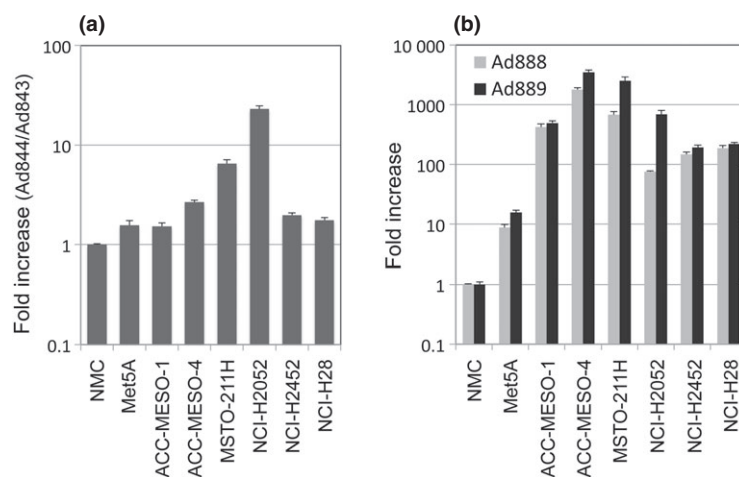 (a)
Fold increase (Ad844/Ad843)
100
10
1
0.1
NMC
Met5A
ACC-MESO-1
ACC-MESO-4
MSTO-211H
NCI-H2052
NCI-H2452
NCI-H28
(b)
Fold increase
10 000
1000
100
10
1
0.1
Ad888
Ad889
NMC
Met5A
ACC-MESO-1
ACC-MESO-4
MSTO-211H
NCI-H2052
NCI-H2452
NCI-H28